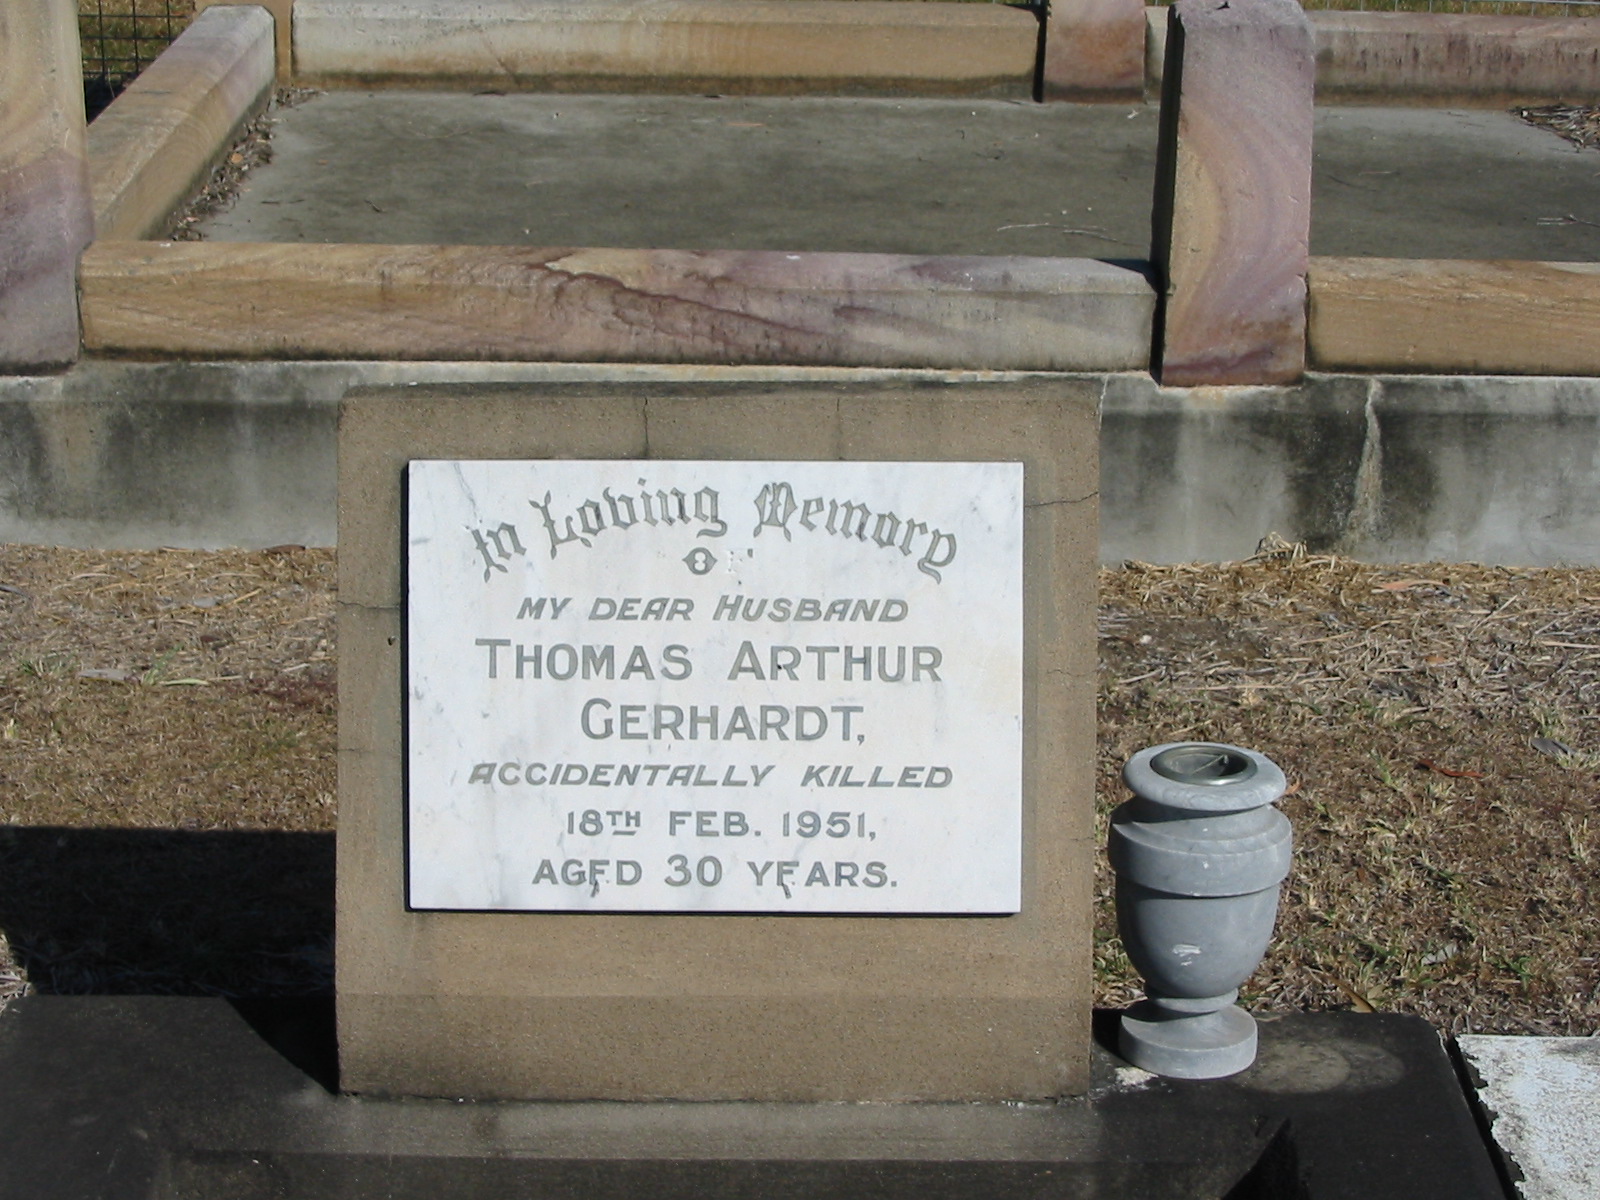 In Loving Memory
OF
MY DEAR HUSBAND
THOMAS ARTHUR
GERHARDT,
ACCIDENTALLY KILLED
18TH FEB. 1951,
AGED 30 YEARS.